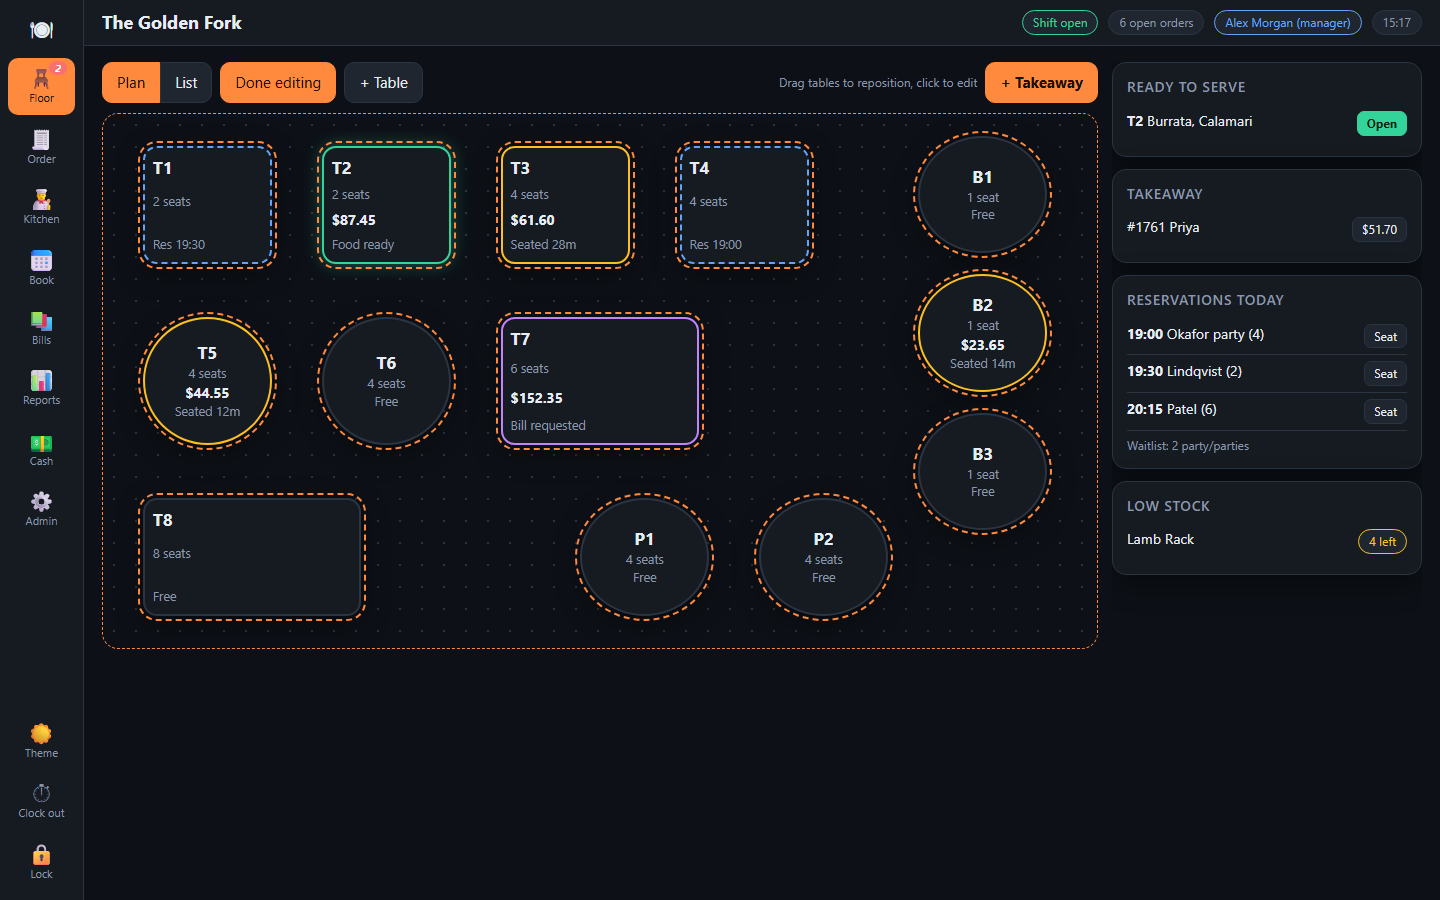 The Golden Fork
Shift open
6 open orders
Alex Morgan (manager)
15:17
2
Floor
Order
Kitchen
Book
Bills
Reports
Cash
Admin
Theme
Clock out
Lock
Plan
List
Done editing
+ Table
Drag tables to reposition, click to edit
+ Takeaway
T1
2 seats
Res 19:30
T2
2 seats
$87.45
Food ready
T3
4 seats
$61.60
Seated 28m
T4
4 seats
Res 19:00
B1
1 seat
Free
T5
4 seats
$44.55
Seated 12m
T6
4 seats
Free
T7
6 seats
$152.35
Bill requested
B2
1 seat
$23.65
Seated 14m
B3
1 seat
Free
T8
8 seats
Free
P1
4 seats
Free
P2
4 seats
Free
READY TO SERVE
T2 Burrata, Calamari
Open
TAKEAWAY
#1761 Priya
$51.70
RESERVATIONS TODAY
19:00 Okafor party (4)
Seat
19:30 Lindqvist (2)
Seat
20:15 Patel (6)
Seat
Waitlist: 2 party/parties
LOW STOCK
Lamb Rack
4 left